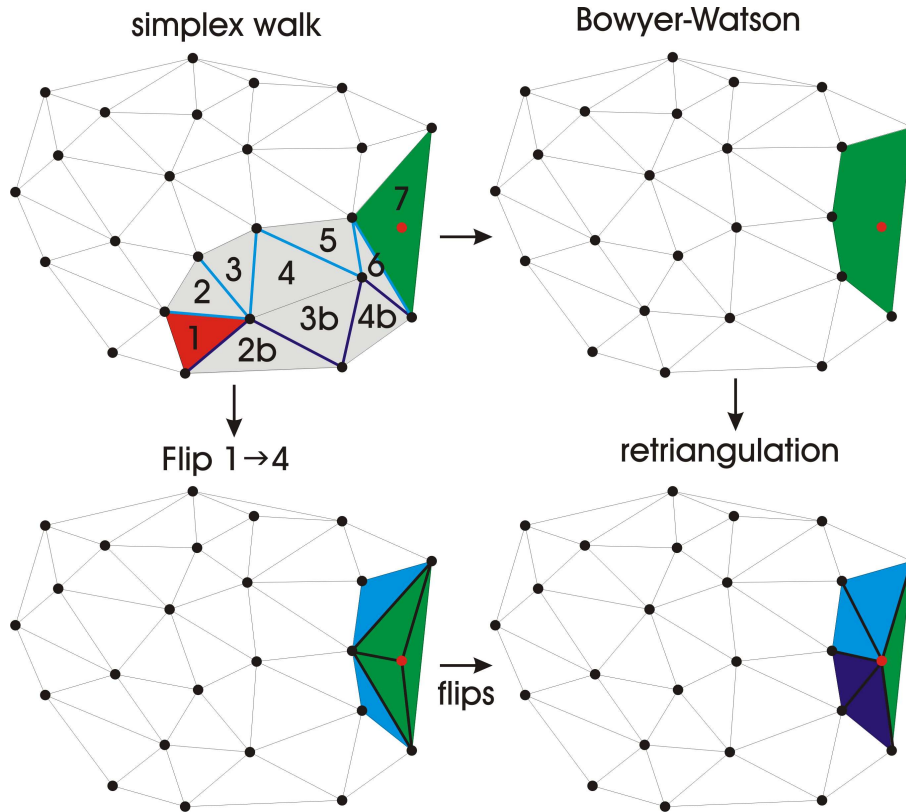 simplex walk
Bowyer-Watson
7
5
3
4
6
2
3b
4b
1
2b
Flip 1→4
retriangulation
flips